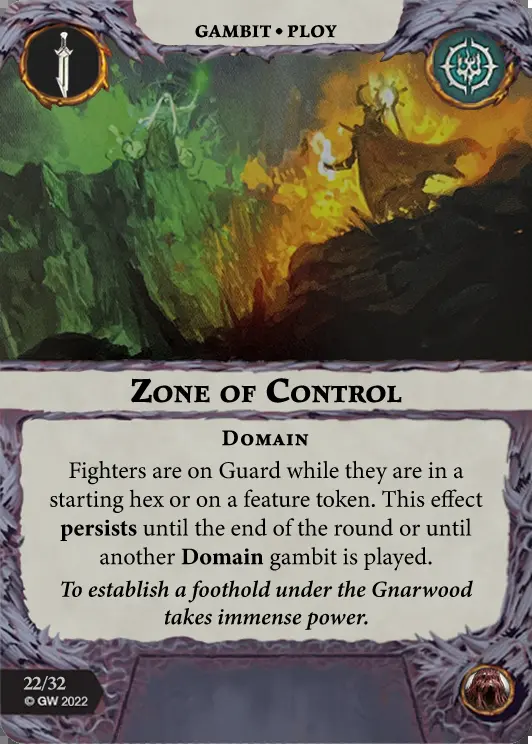 GAMBIT • PLOY
ZONE OF CONTROL
DOMAIN
Fighters are on Guard while they are in a
starting hex or on a feature token. This effect
persists until the end of the round or until
another Domain gambit is played.
To establish a foothold under the Gnarwood
takes immense power.
22/32
© GW 2022